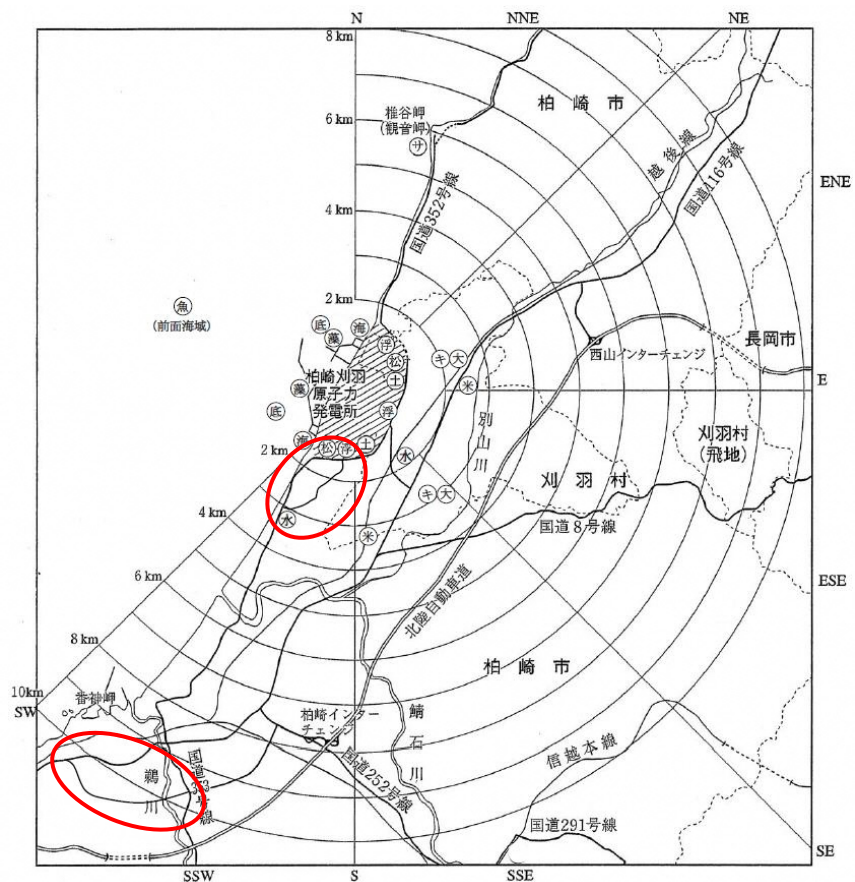 N
NNE
NE
8 km
柏崎市
6 km
椎谷岬
(観音岬)
サ
越後線
国道116号線
ENE
国道352号線
4 km
2 km
魚
(前面海域)
底
藻
海
浮
松
土
浮
柏崎刈羽
原子力
発電所
キ大
米
西山インターチェンジ
長岡市
E
藻
底
海
松
浮
土
2 km
別山川
水
刈羽村
(飛地)
刈羽村
キ大
水
米
国道8号線
4 km
ESE
6 km
北陸自動車道
8 km
柏崎市
10km
SW
番神岬
柏崎インター
チェンジ
鯖石川
信越本線
鵜川
国道353号線
国道252号線
国道291号線
SE
SSW
S
SSE